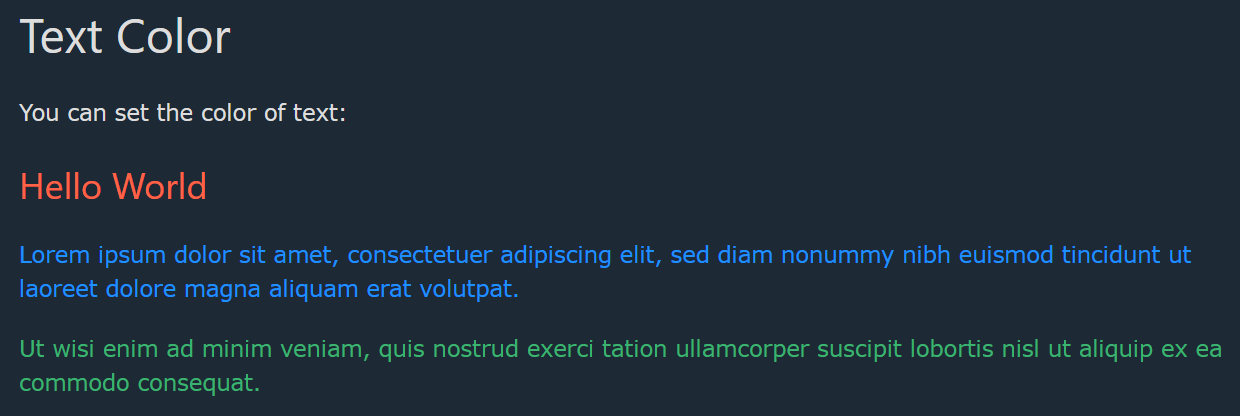 Text Color
You can set the color of text:
Hello World
Lorem ipsum dolor sit amet, consectetuer adipiscing elit, sed diam nonummy nibh euismod tincidunt ut
laoreet dolore magna aliquam erat volutpat.
Ut wisi enim ad minim veniam, quis nostrud exerci tation ullamcorper suscipit lobortis nisl ut aliquip ex ea
commodo consequat.